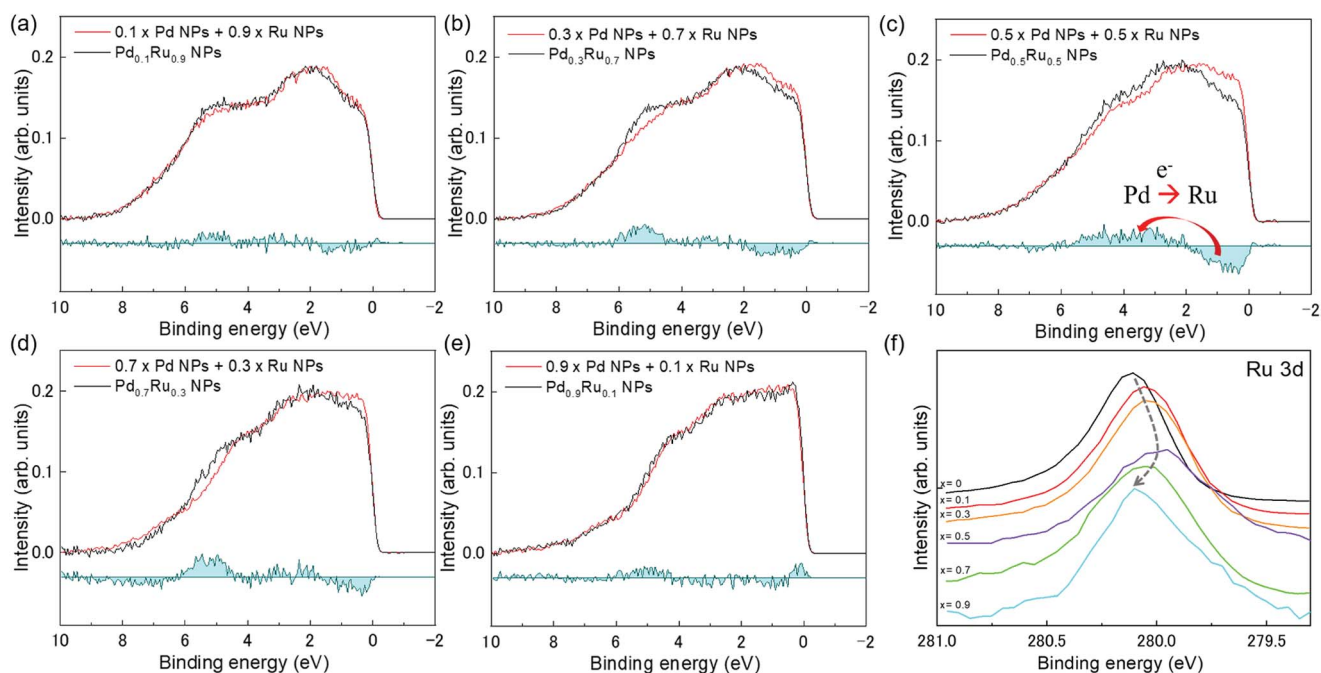 (a)
0.1 x Pd NPs + 0.9 x Ru NPs
Pd₀.₁Ru₀.₉ NPs
0.2
0.1
0.0
Intensity (arb. units)
10 8 6 4 2 0 −2
Binding energy (eV)
(b)
0.3 x Pd NPs + 0.7 x Ru NPs
Pd₀.₃Ru₀.₇ NPs
0.2
0.1
0.0
Intensity (arb. units)
10 8 6 4 2 0 −2
Binding energy (eV)
(c)
0.5 x Pd NPs + 0.5 x Ru NPs
Pd₀.₅Ru₀.₅ NPs
0.2
0.1
0.0
Intensity (arb. units)
e⁻
Pd → Ru
10 8 6 4 2 0 −2
Binding energy (eV)
(d)
0.7 x Pd NPs + 0.3 x Ru NPs
Pd₀.₇Ru₀.₃ NPs
0.2
0.1
0.0
Intensity (arb. units)
10 8 6 4 2 0 −2
Binding energy (eV)
(e)
0.9 x Pd NPs + 0.1 x Ru NPs
Pd₀.₉Ru₀.₁ NPs
0.2
0.1
0.0
Intensity (arb. units)
10 8 6 4 2 0 −2
Binding energy (eV)
(f)
Ru 3d
Intensity (arb. units)
x= 0
x= 0.1
x= 0.3
x= 0.5
x= 0.7
x= 0.9
281.0 280.5 280.0 279.5
Binding energy (eV)